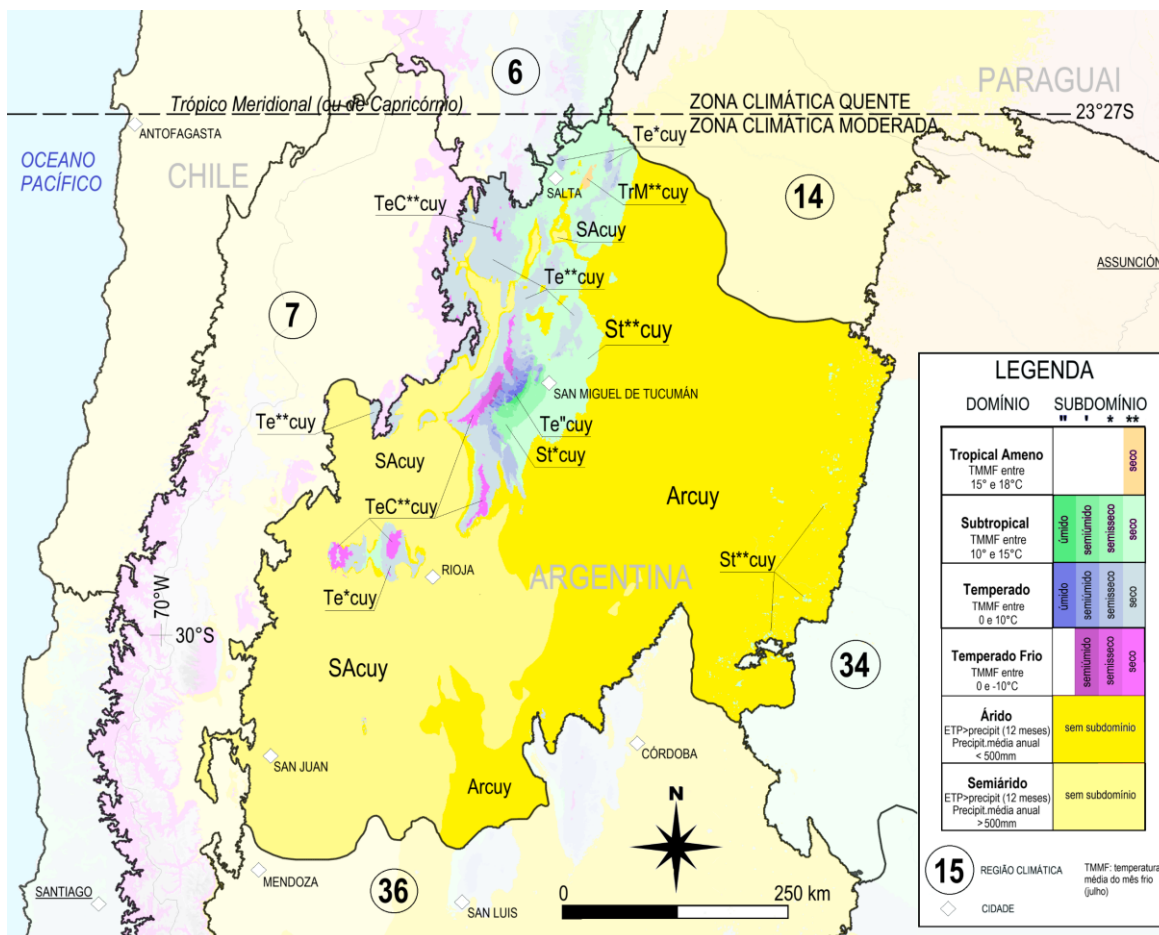 6
PARAGUAI
Trópico Meridional (ou de Capricórnio)
ZONA CLIMÁTICA QUENTE
23°27S
ZONA CLIMÁTICA MODERADA
ANTOFAGASTA
Te*cuy
OCEANO
PACÍFICO
CHILE
SALTA
14
TeC**cuy
TrM**cuy
SAcuy
ASSUNCIÓN
Te**cuy
7
St**cuy
SAN MIGUEL DE TUCUMÁN
Te**cuy
Te"cuy
SAcuy
St*cuy
TeC**cuy
Arcuy
St**cuy
RIOJA
ARGENTINA
Te*cuy
70°W
30°S
SAcuy
34
SAN JUAN
CÓRDOBA
Arcuy
N
MENDOZA
SANTIAGO
36
SAN LUIS
0
250 km
LEGENDA
DOMÍNIO SUBDOMÍNIO
" ' * **
Tropical Ameno
TMMF entre
15° e 18°C
seco
Subtropical
TMMF entre
10° e 15°C
úmido
semiúmido
semisseco
seco
Temperado
TMMF entre
0 e 10°C
úmido
semiúmido
semisseco
seco
Temperado Frio
TMMF entre
0 e -10°C
semiúmido
semisseco
seco
Árido
ETP>precipit (12 meses)
Precipit.média anual
< 500mm
sem subdomínio
Semiárido
ETP>precipit (12 meses)
Precipit.média anual
>500mm
sem subdomínio
15
REGIÃO CLIMÁTICA
TMMF: temperatura
média do mês frio
(julho)
CIDADE